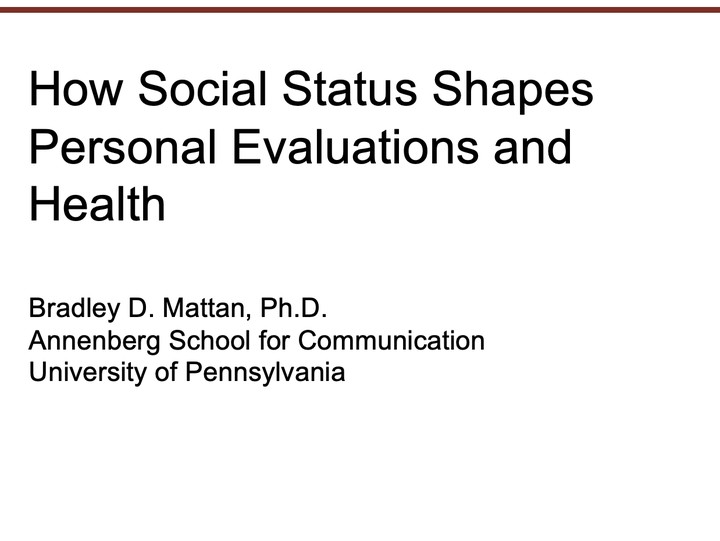 How Social Status Shapes
Personal Evaluations and
Health
Bradley D. Mattan, Ph.D.
Annenberg School for Communication
University of Pennsylvania